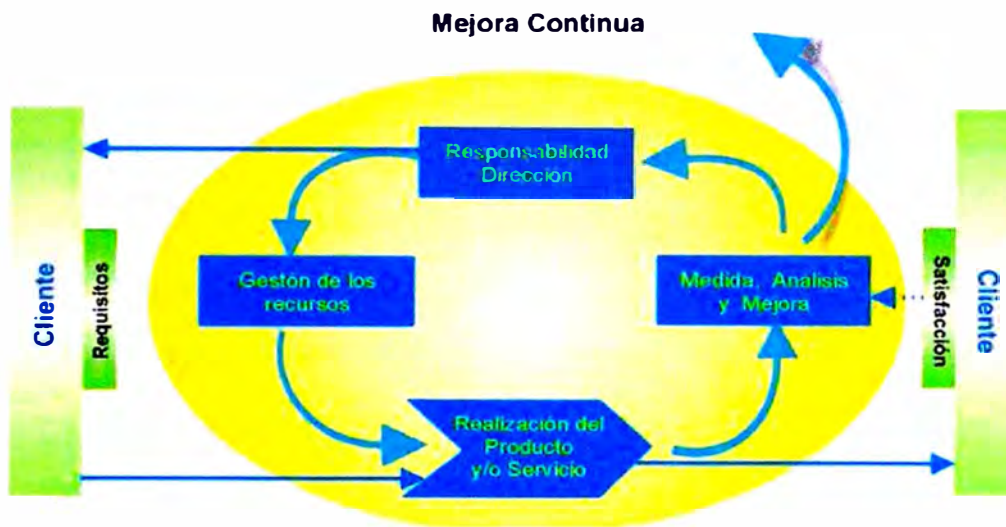 Mejora Continua
Responsabilidad
Dirección
Cliente
Requisitos
Gestón de los
recursos
Medida, Analisis
y Mejora
Satisfacción
Cliente
Realización del
Producto
y/o Servicio